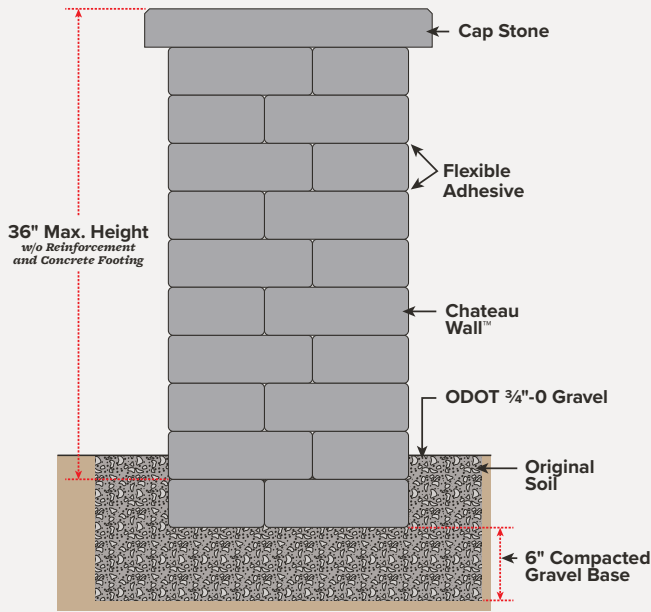 Cap Stone
Flexible
Adhesive
36" Max. Height
w/o Reinforcement
and Concrete Footing
Chateau
Wall™
ODOT ¾"-0 Gravel
Original
Soil
6" Compacted
Gravel Base